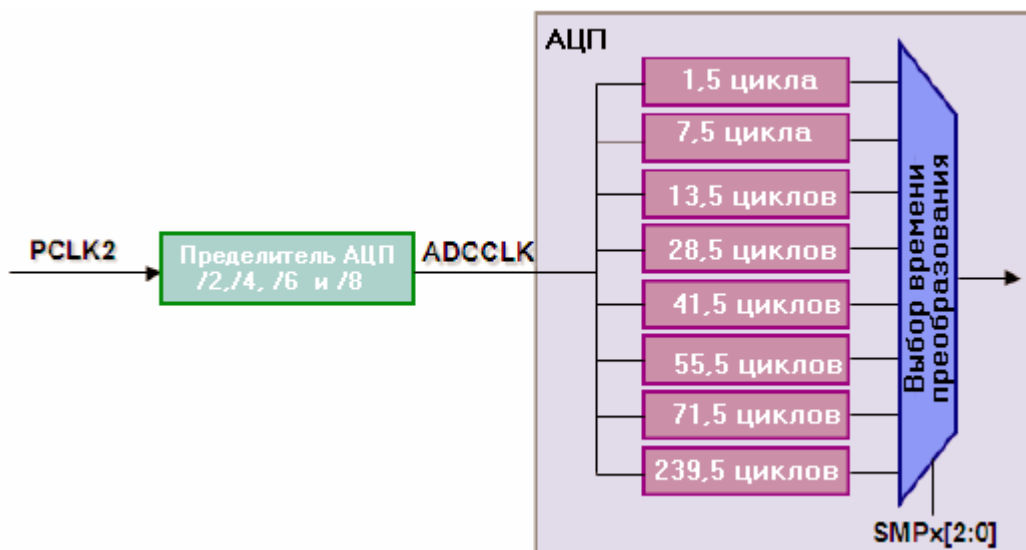 АЦП
1,5 цикла
7,5 цикла
13,5 циклов
28,5 циклов
41,5 циклов
55,5 циклов
71,5 циклов
239,5 циклов
PCLK2
Пределитель АЦП
/2,/4, /6 и /8
ADCCLK
Выбор времени
преобразования
SMPx[2:0]